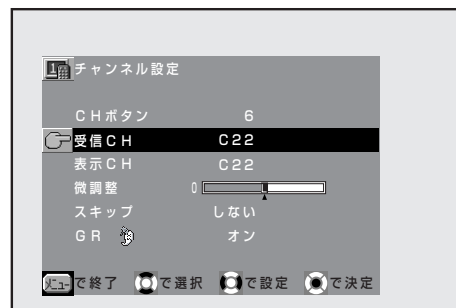 チャンネル設定
CHボタン 6
受信CH C22
表示CH C22
微調整 0
スキップ しない
GR オン
メニューで終了 で選択 で設定 で決定